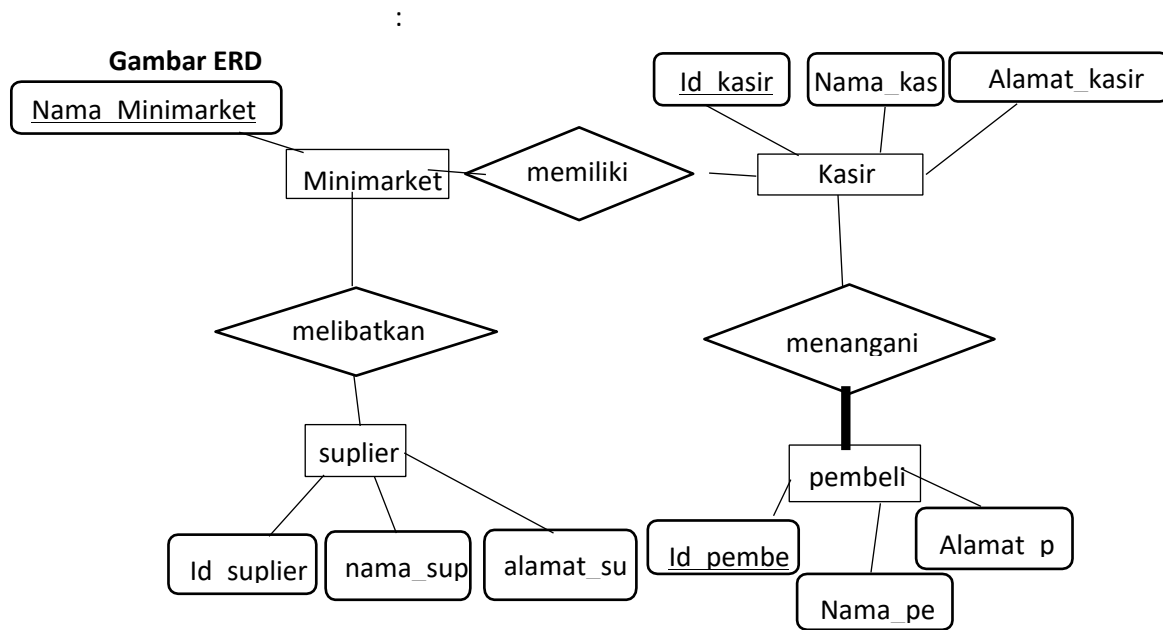 :
Gambar ERD
Nama_Minimarket
Id_kasir
Nama_kas
Alamat_kasir
Minimarket
memiliki
Kasir
melibatkan
menangani
suplier
pembeli
Id_suplier
nama_sup
alamat_su
Id_pembe
Nama_pe
Alamat_p